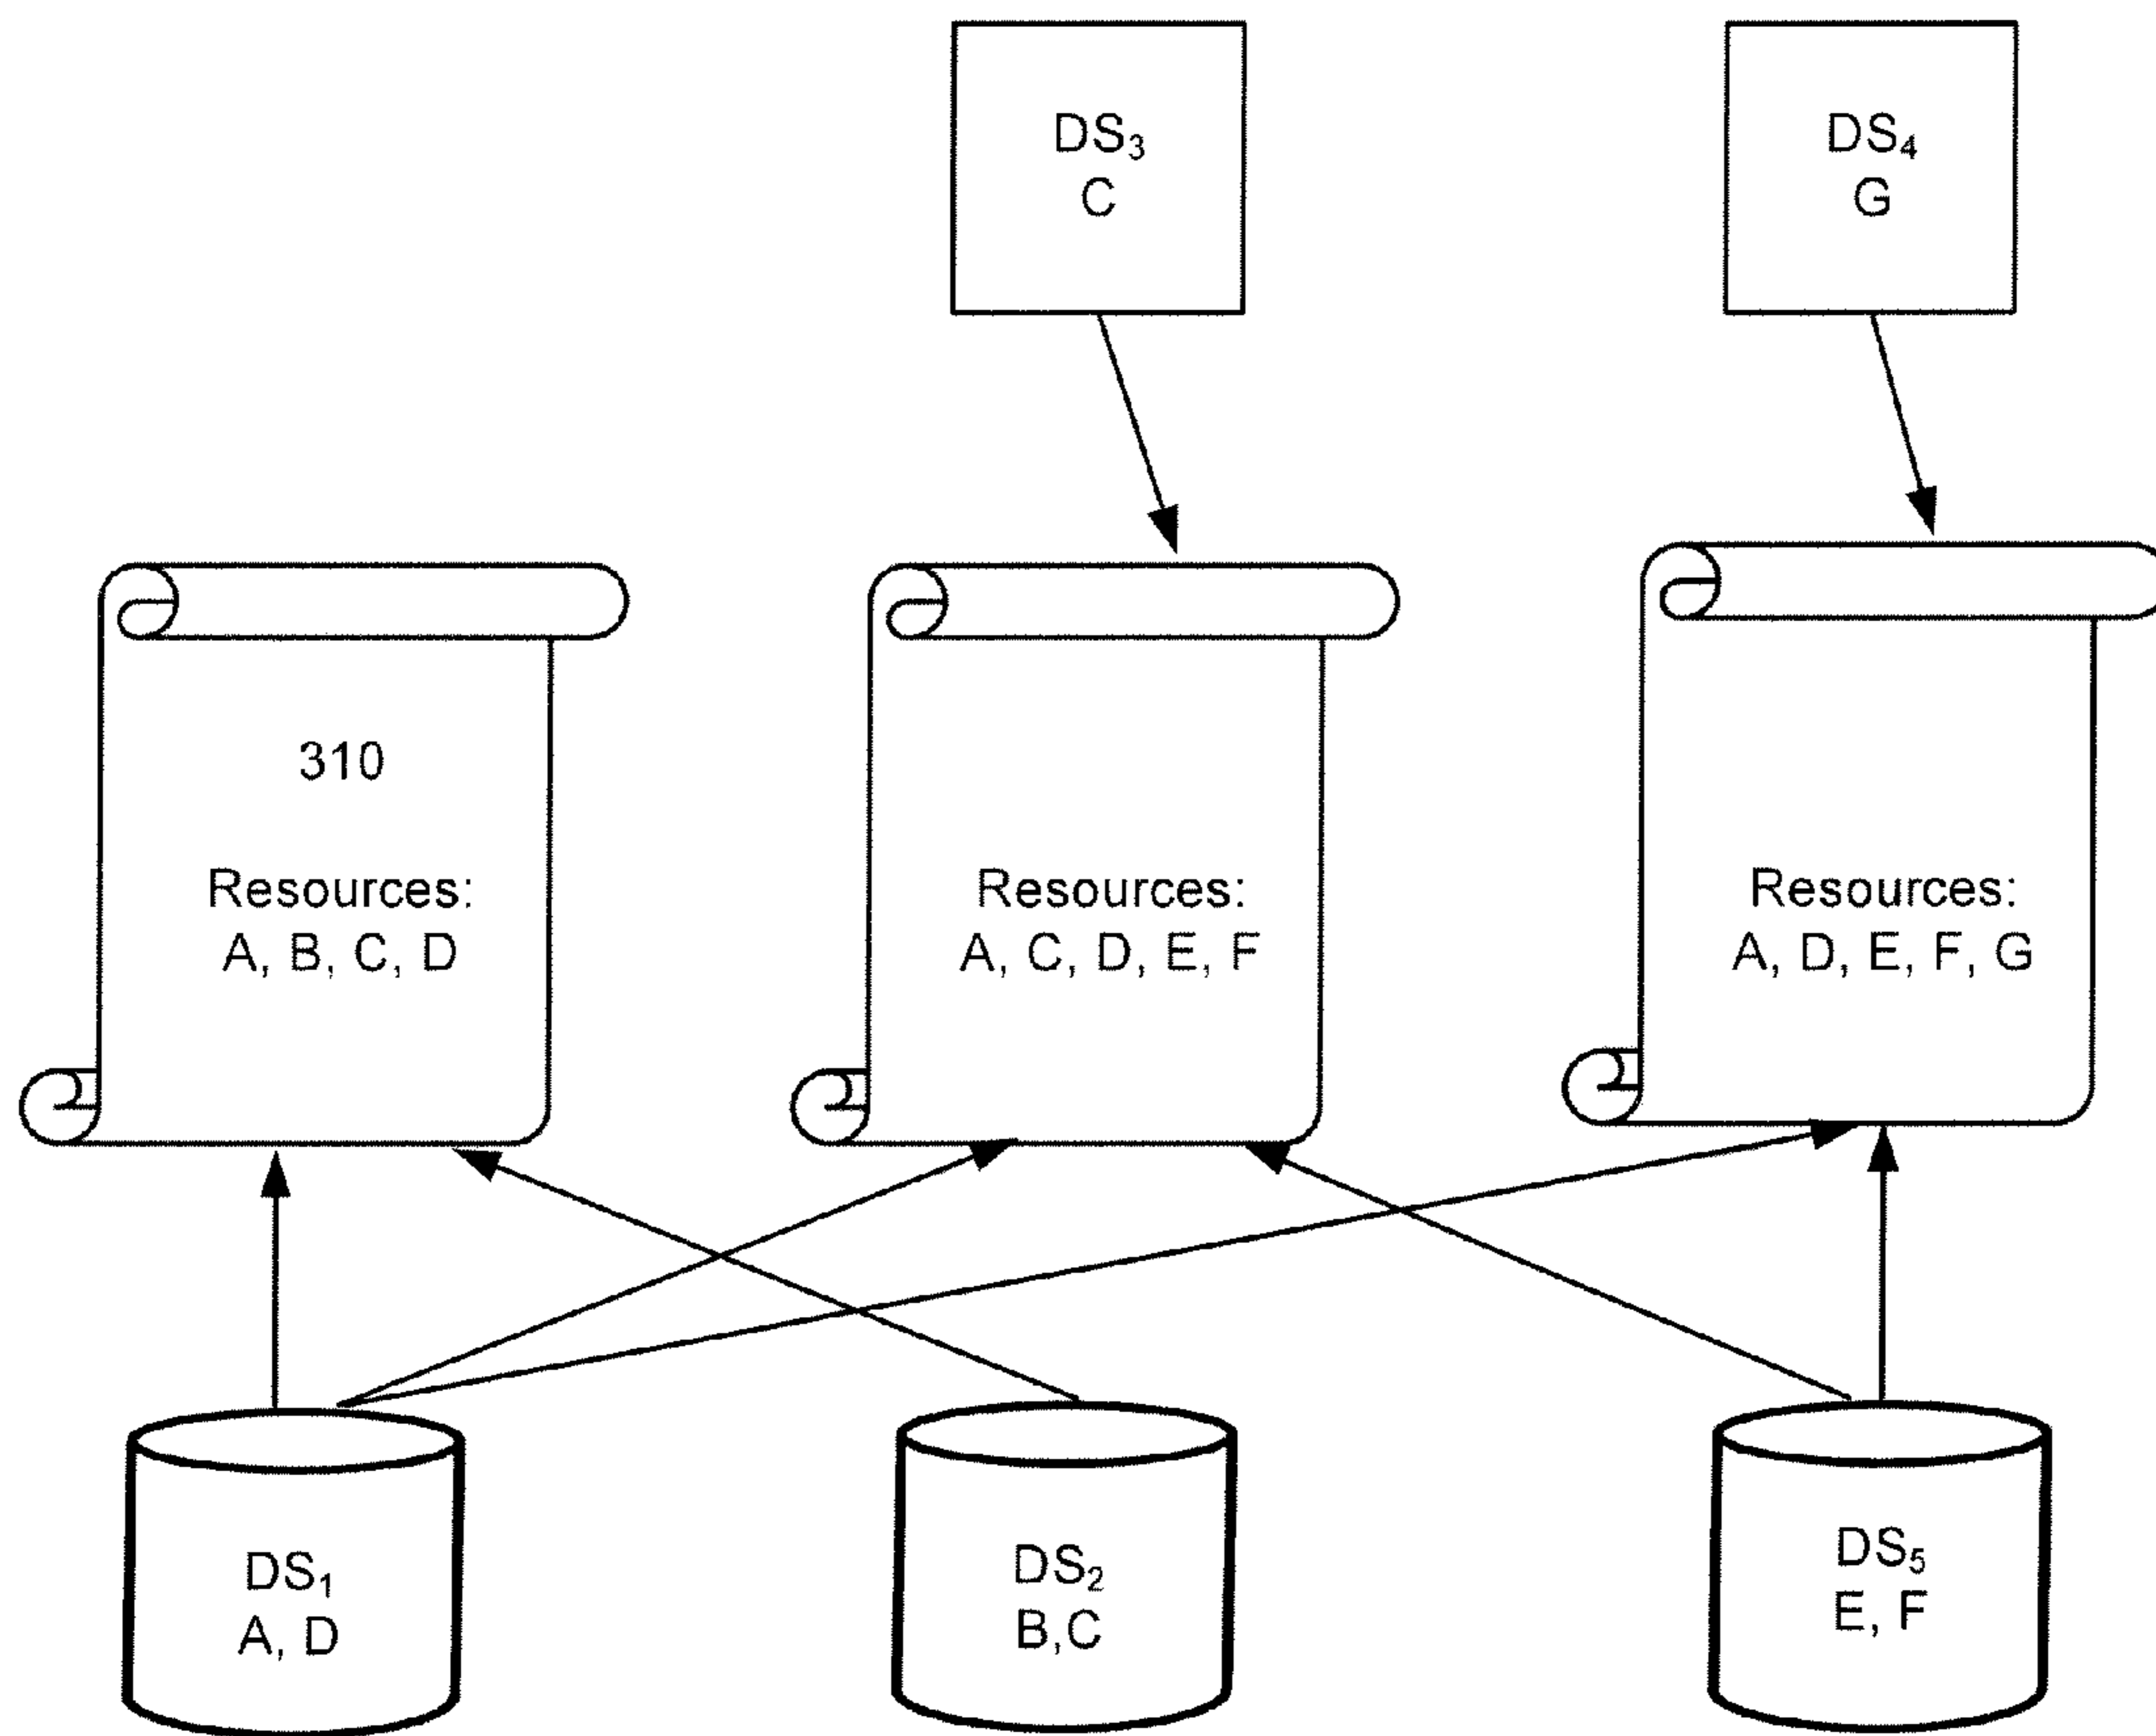 DS₃
C
DS₄
G
310
Resources:
A, B, C, D
Resources:
A, C, D, E, F
Resources:
A, D, E, F, G
DS₁
A, D
DS₂
B,C
DS₅
E, F